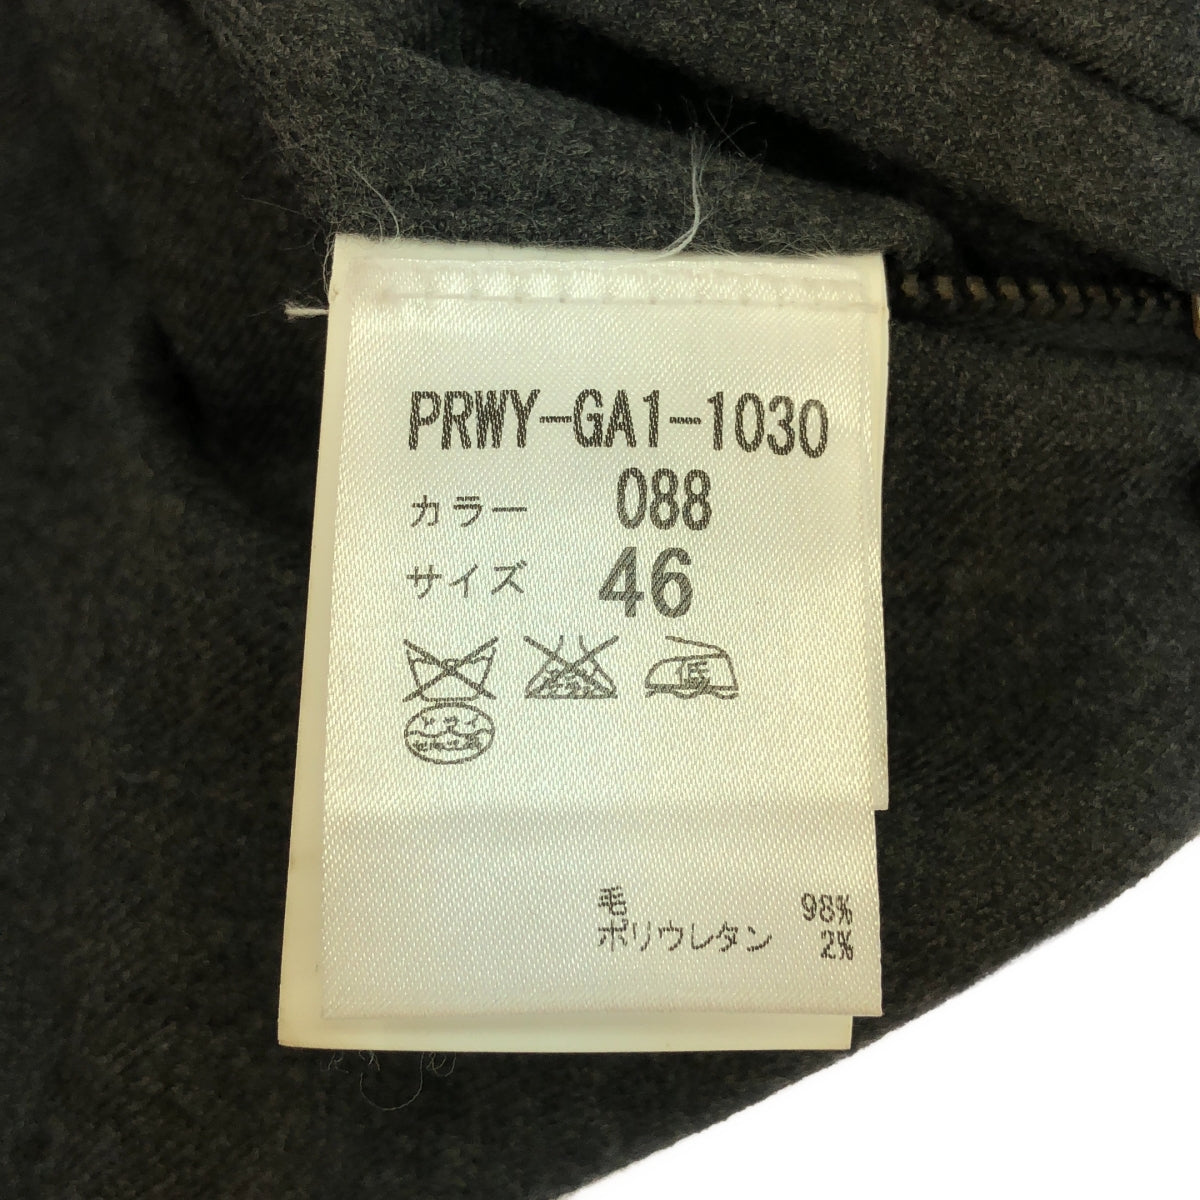 PRWY-GA1-1030
カラー 088
サイズ 46
毛 98%
ポリウレタン 2%